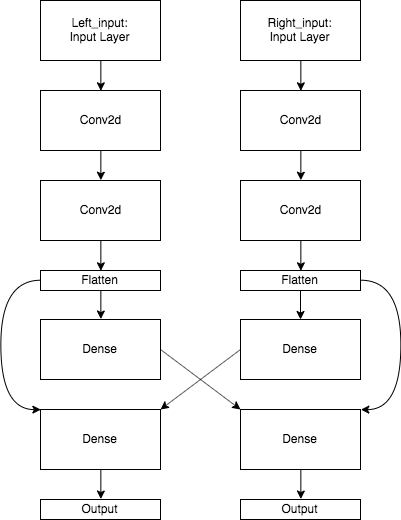 Left_input:
Input Layer
Right_input:
Input Layer
Conv2d
Conv2d
Conv2d
Conv2d
Flatten
Flatten
Dense
Dense
Dense
Dense
Output
Output